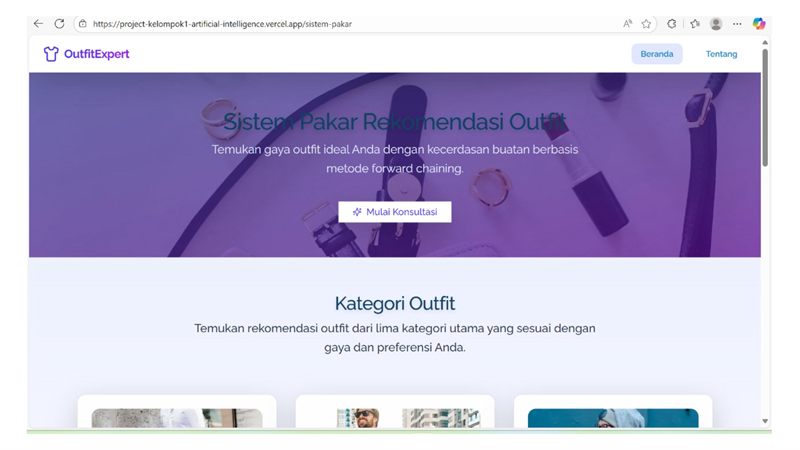 https://project-kelompok1-artificial-intelligence.vercel.app/sistem-pakar
OutfitExpert
Beranda
Tentang
Sistem Pakar Rekomendasi Outfit
Temukan gaya outfit ideal Anda dengan kecerdasan buatan berbasis
metode forward chaining.
Mulai Konsultasi
Kategori Outfit
Temukan rekomendasi outfit dari lima kategori utama yang sesuai dengan
gaya dan preferensi Anda.